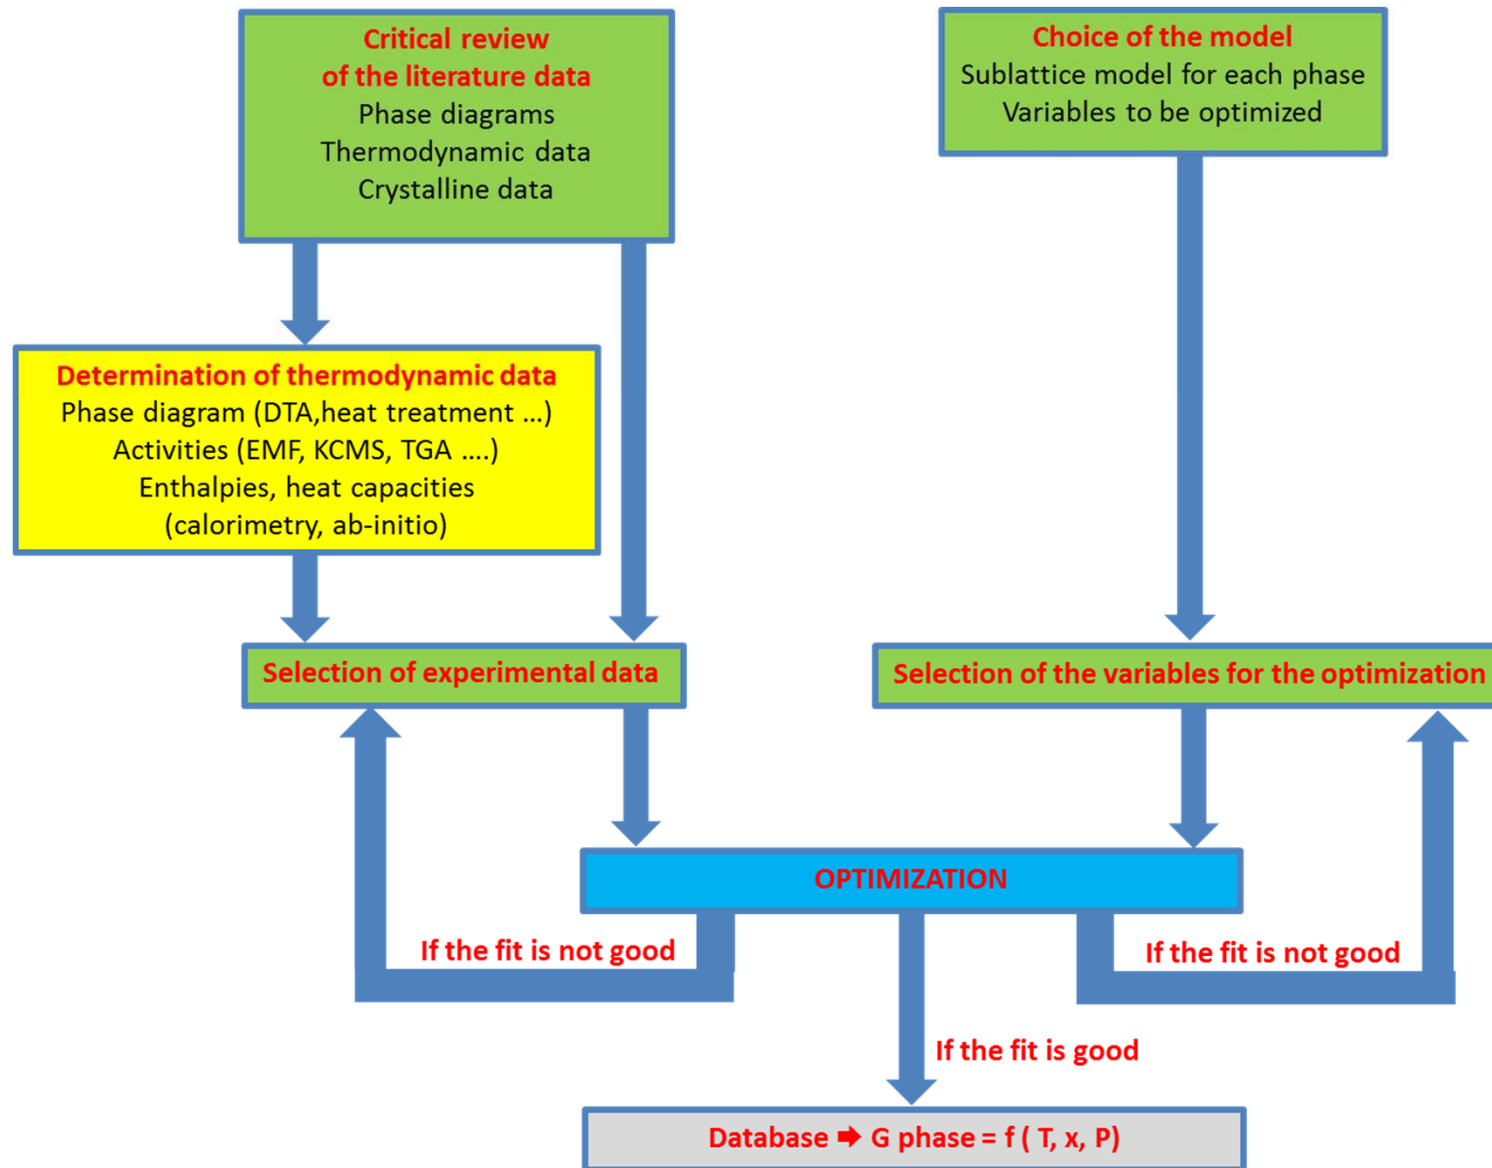 Critical review
of the literature data
Phase diagrams
Thermodynamic data
Crystalline data
Choice of the model
Sublattice model for each phase
Variables to be optimized
Determination of thermodynamic data
Phase diagram (DTA,heat treatment ...)
Activities (EMF, KCMS, TGA ....)
Enthalpies, heat capacities
(calorimetry, ab-initio)
Selection of experimental data
Selection of the variables for the optimization
OPTIMIZATION
If the fit is not good
If the fit is not good
If the fit is good
Database 🡆 G phase = f ( T, x, P)